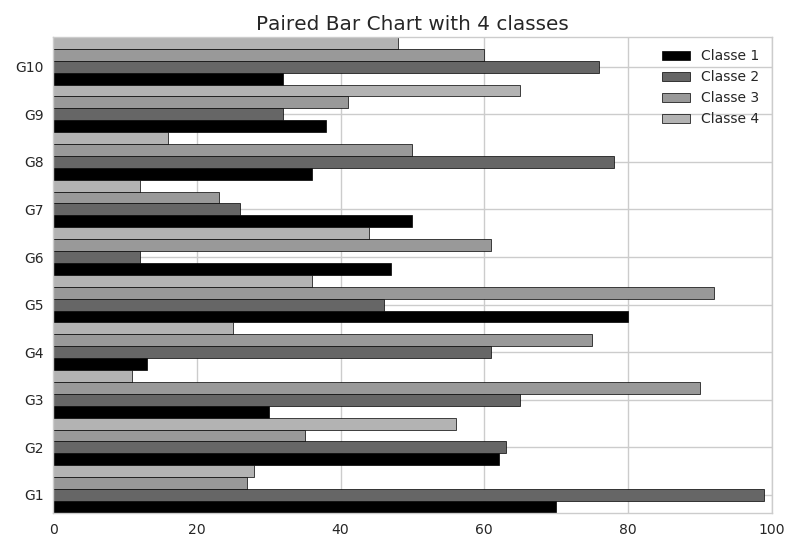 Paired Bar Chart with 4 classes
G10
G9
G8
G7
G6
G5
G4
G3
G2
G1
Classe 1
Classe 2
Classe 3
Classe 4
0 20 40 60 80 100